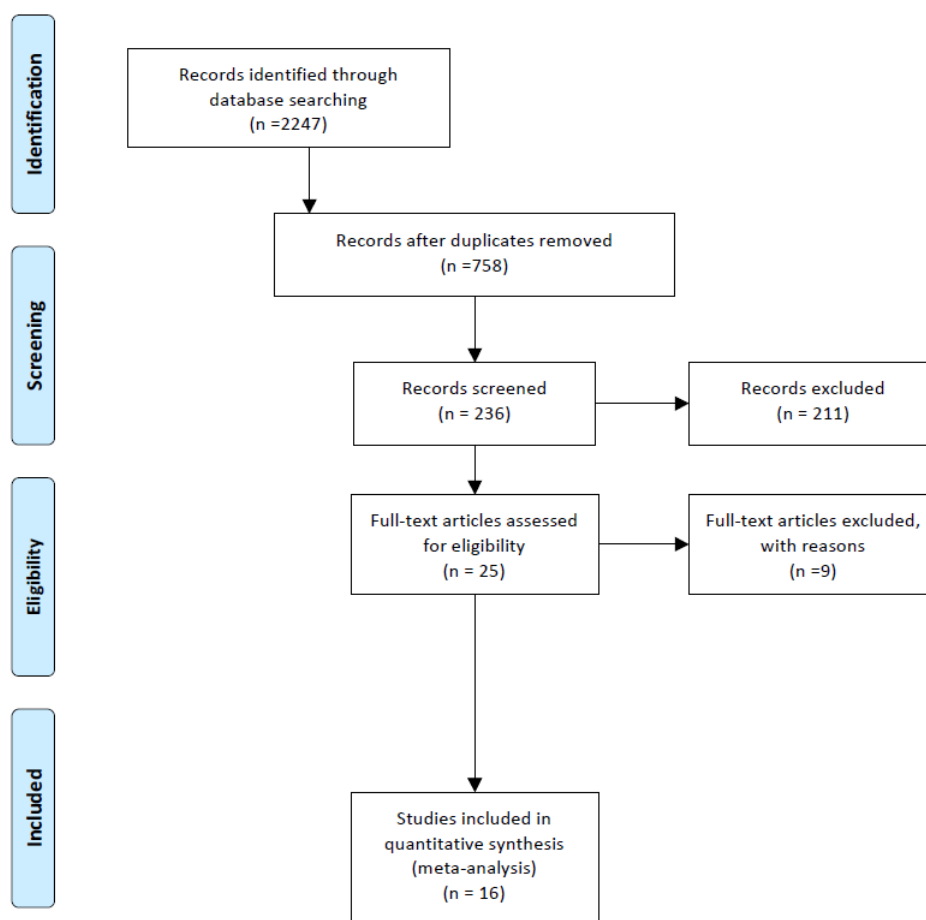 Identification
Records identified through
database searching
(n =2247)
Records after duplicates removed
(n =758)
Screening
Records screened
(n = 236)
Records excluded
(n = 211)
Eligibility
Full-text articles assessed
for eligibility
(n = 25)
Full-text articles excluded,
with reasons
(n =9)
Included
Studies included in
quantitative synthesis
(meta-analysis)
(n = 16)